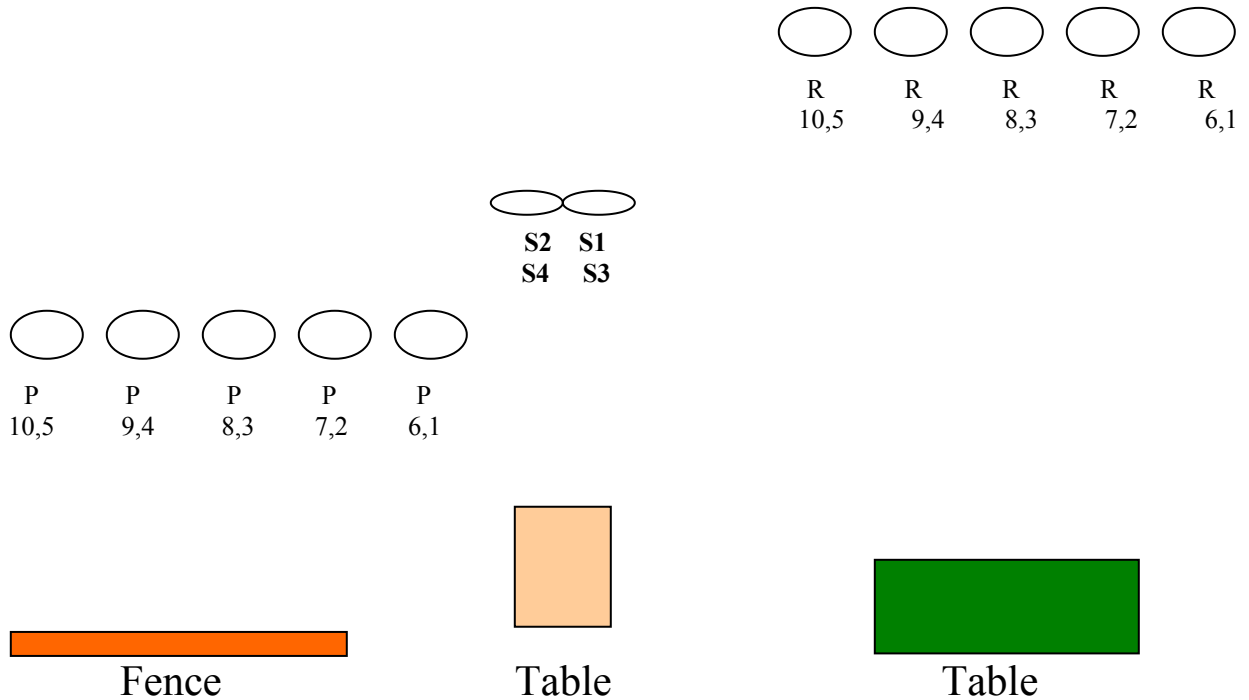 R R R R R
10,5 9,4 8,3 7,2 6,1
S2 S1
S4 S3
P P P P P
10,5 9,4 8,3 7,2 6,1
Fence Table Table